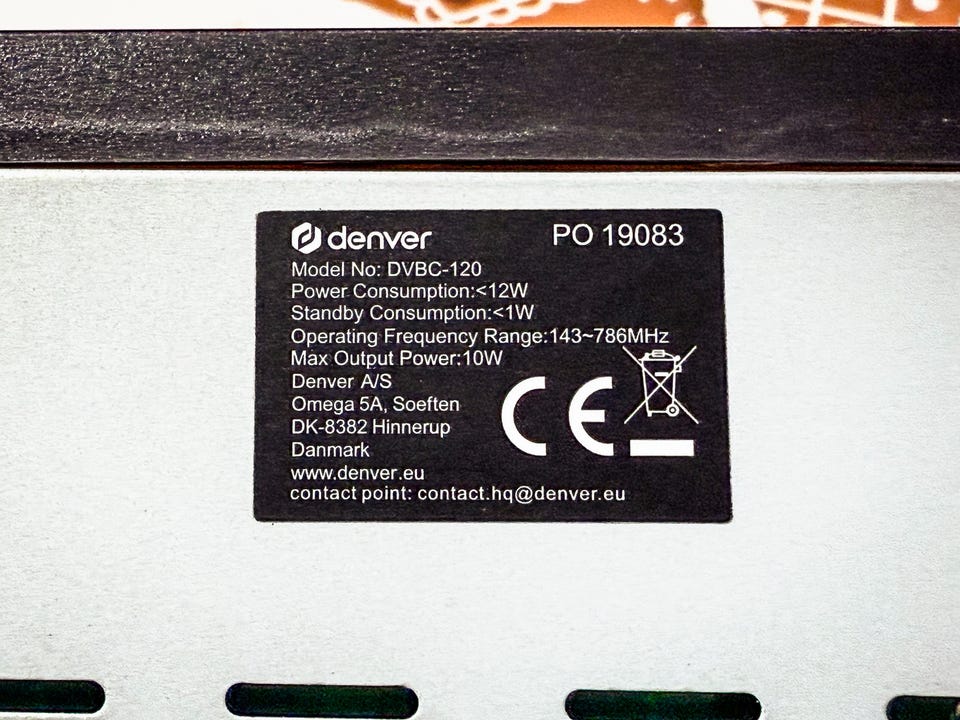 denver
PO 19083
Model No: DVBC-120
Power Consumption:<12W
Standby Consumption:<1W
Operating Frequency Range:143~786MHz
Max Output Power:10W
Denver A/S
Omega 5A, Soeften
DK-8382 Hinnerup
Danmark
www.denver.eu
contact point: contact.hq@denver.eu
CE